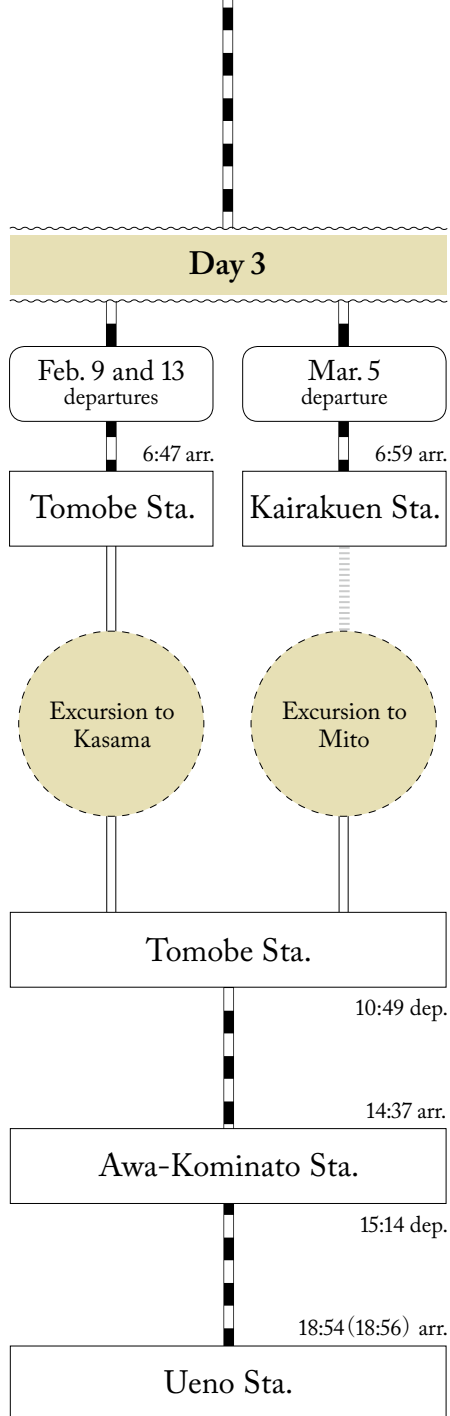 Day 3
Feb. 9 and 13
departures
6:47 arr.
Tomobe Sta.
Excursion to
Kasama
Mar. 5
departure
6:59 arr.
Kairakuen Sta.
Excursion to
Mito
Tomobe Sta.
10:49 dep.
14:37 arr.
Awa-Kominato Sta.
15:14 dep.
18:54 (18:56) arr.
Ueno Sta.